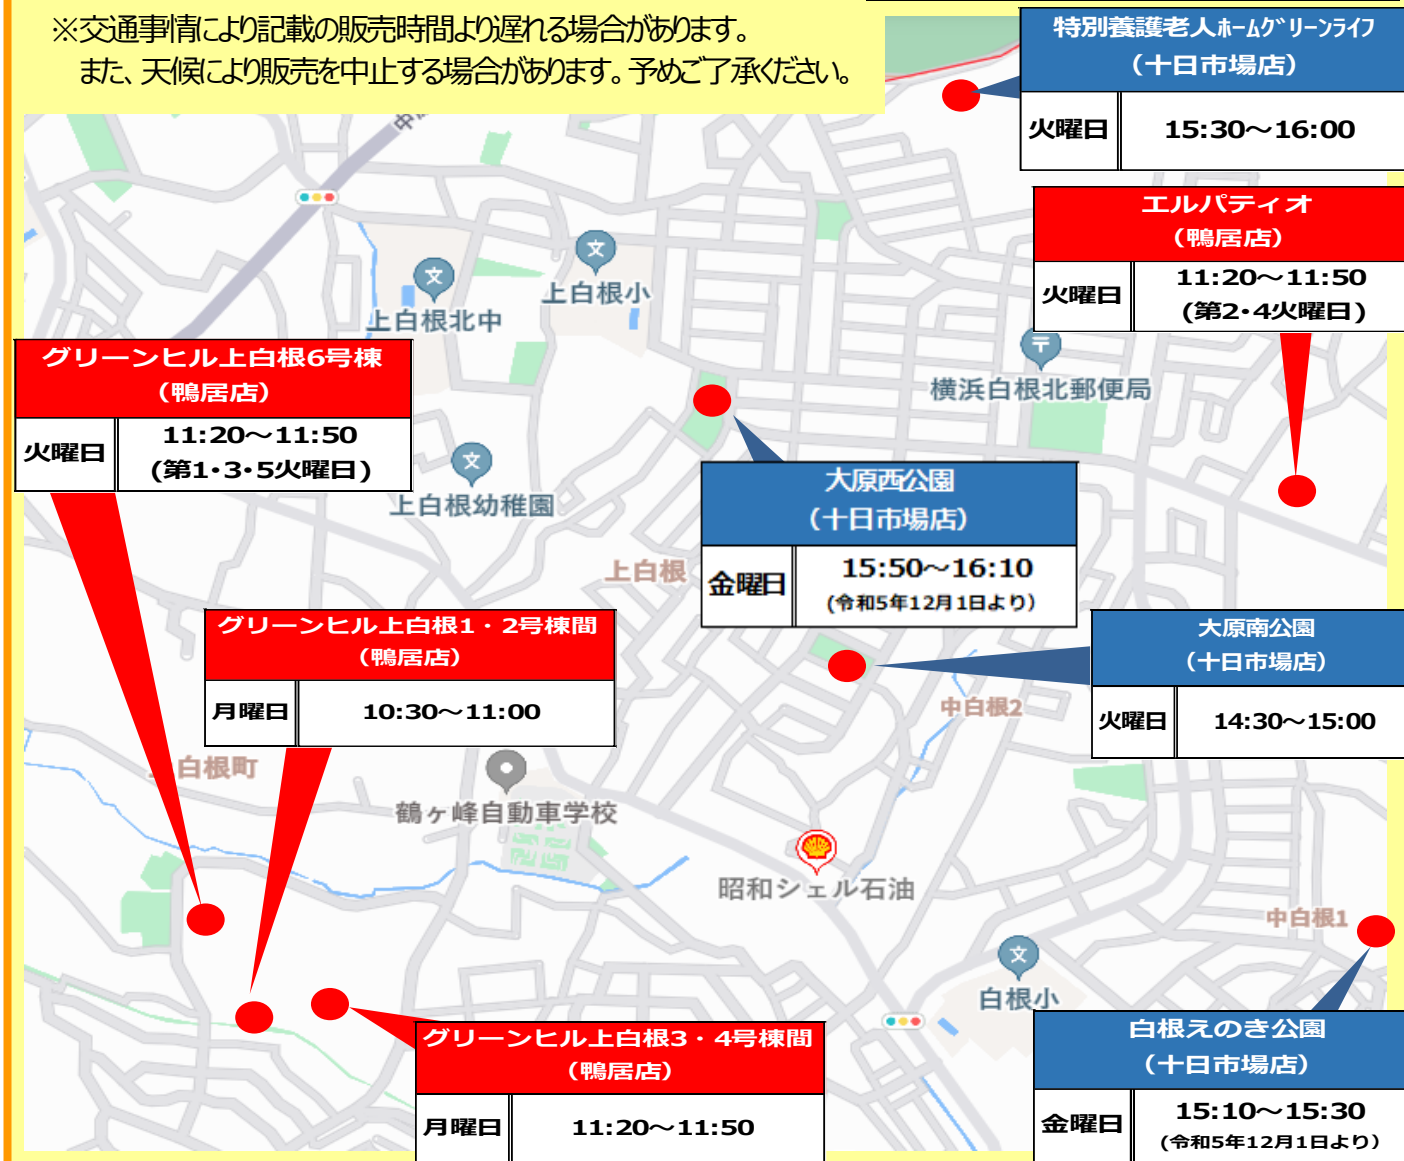 ※交通事情により記載の販売時間より遅れる場合があります。
また、天候により販売を中止する場合があります。予めご了承ください。
特別養護老人ホームグリーンライフ
（十日市場店）
火曜日
15:30～16:00
エルパティオ
（鴨居店）
火曜日
11:20～11:50
(第2・4火曜日)
上白根小
上白根北中
横浜白根北郵便局
グリーンヒル上白根6号棟
（鴨居店）
火曜日
11:20～11:50
(第1・3・5火曜日)
上白根幼稚園
大原西公園
（十日市場店）
金曜日
15:50～16:10
(令和5年12月1日より)
上白根
グリーンヒル上白根1・2号棟間
（鴨居店）
月曜日
10:30～11:00
大原南公園
（十日市場店）
火曜日
14:30～15:00
中白根2
白根町
鶴ヶ峰自動車学校
昭和シェル石油
中白根1
白根小
グリーンヒル上白根3・4号棟間
（鴨居店）
月曜日
11:20～11:50
白根えのき公園
（十日市場店）
金曜日
15:10～15:30
(令和5年12月1日より)